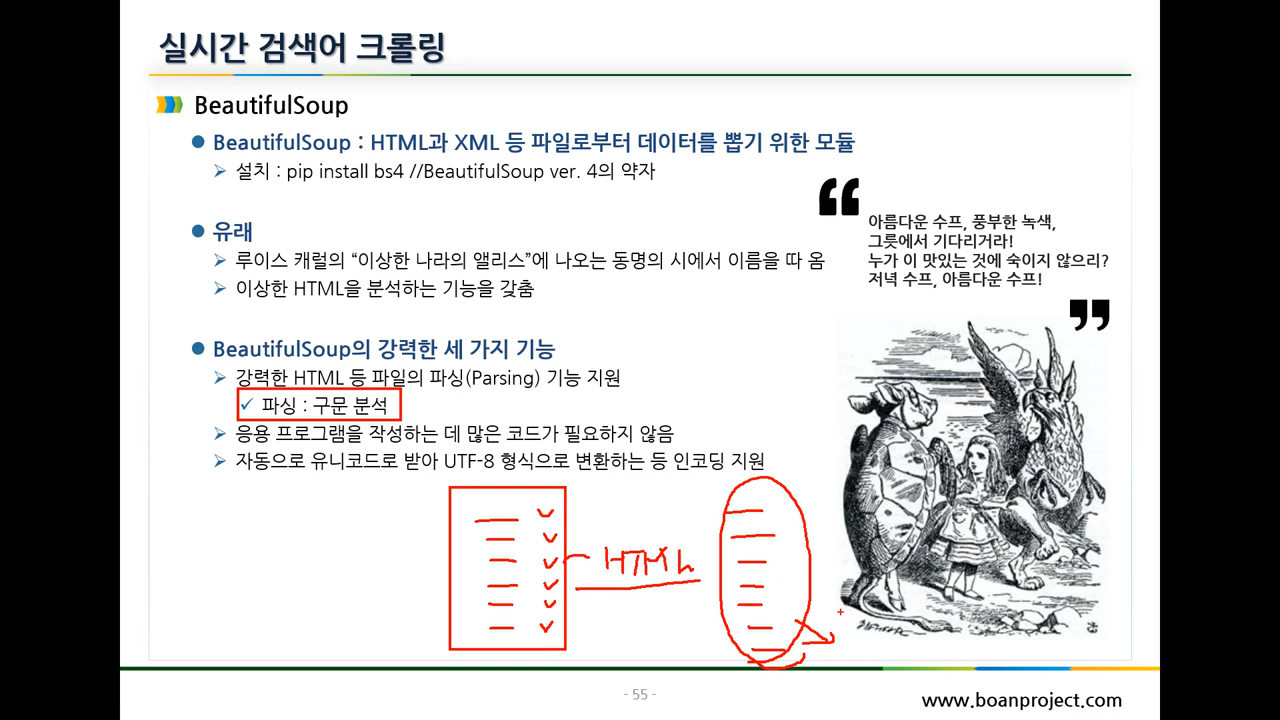 실시간 검색어 크롤링
BeautifulSoup
BeautifulSoup : HTML과 XML 등 파일로부터 데이터를 뽑기 위한 모듈
설치 : pip install bs4 //BeautifulSoup ver. 4의 약자
유래
루이스 캐럴의 “이상한 나라의 앨리스”에 나오는 동명의 시에서 이름을 따 옴
이상한 HTML을 분석하는 기능을 갖춤
“
아름다운 수프, 풍부한 녹색,
그릇에서 기다리거라!
누가 이 맛있는 것에 숙이지 않으리?
저녁 수프, 아름다운 수프!
”
BeautifulSoup의 강력한 세 가지 기능
강력한 HTML 등 파일의 파싱(Parsing) 기능 지원
✓ 파싱 : 구문 분석
응용 프로그램을 작성하는 데 많은 코드가 필요하지 않음
자동으로 유니코드로 받아 UTF-8 형식으로 변환하는 등 인코딩 지원
HTML
- 55 -
www.boanproject.com